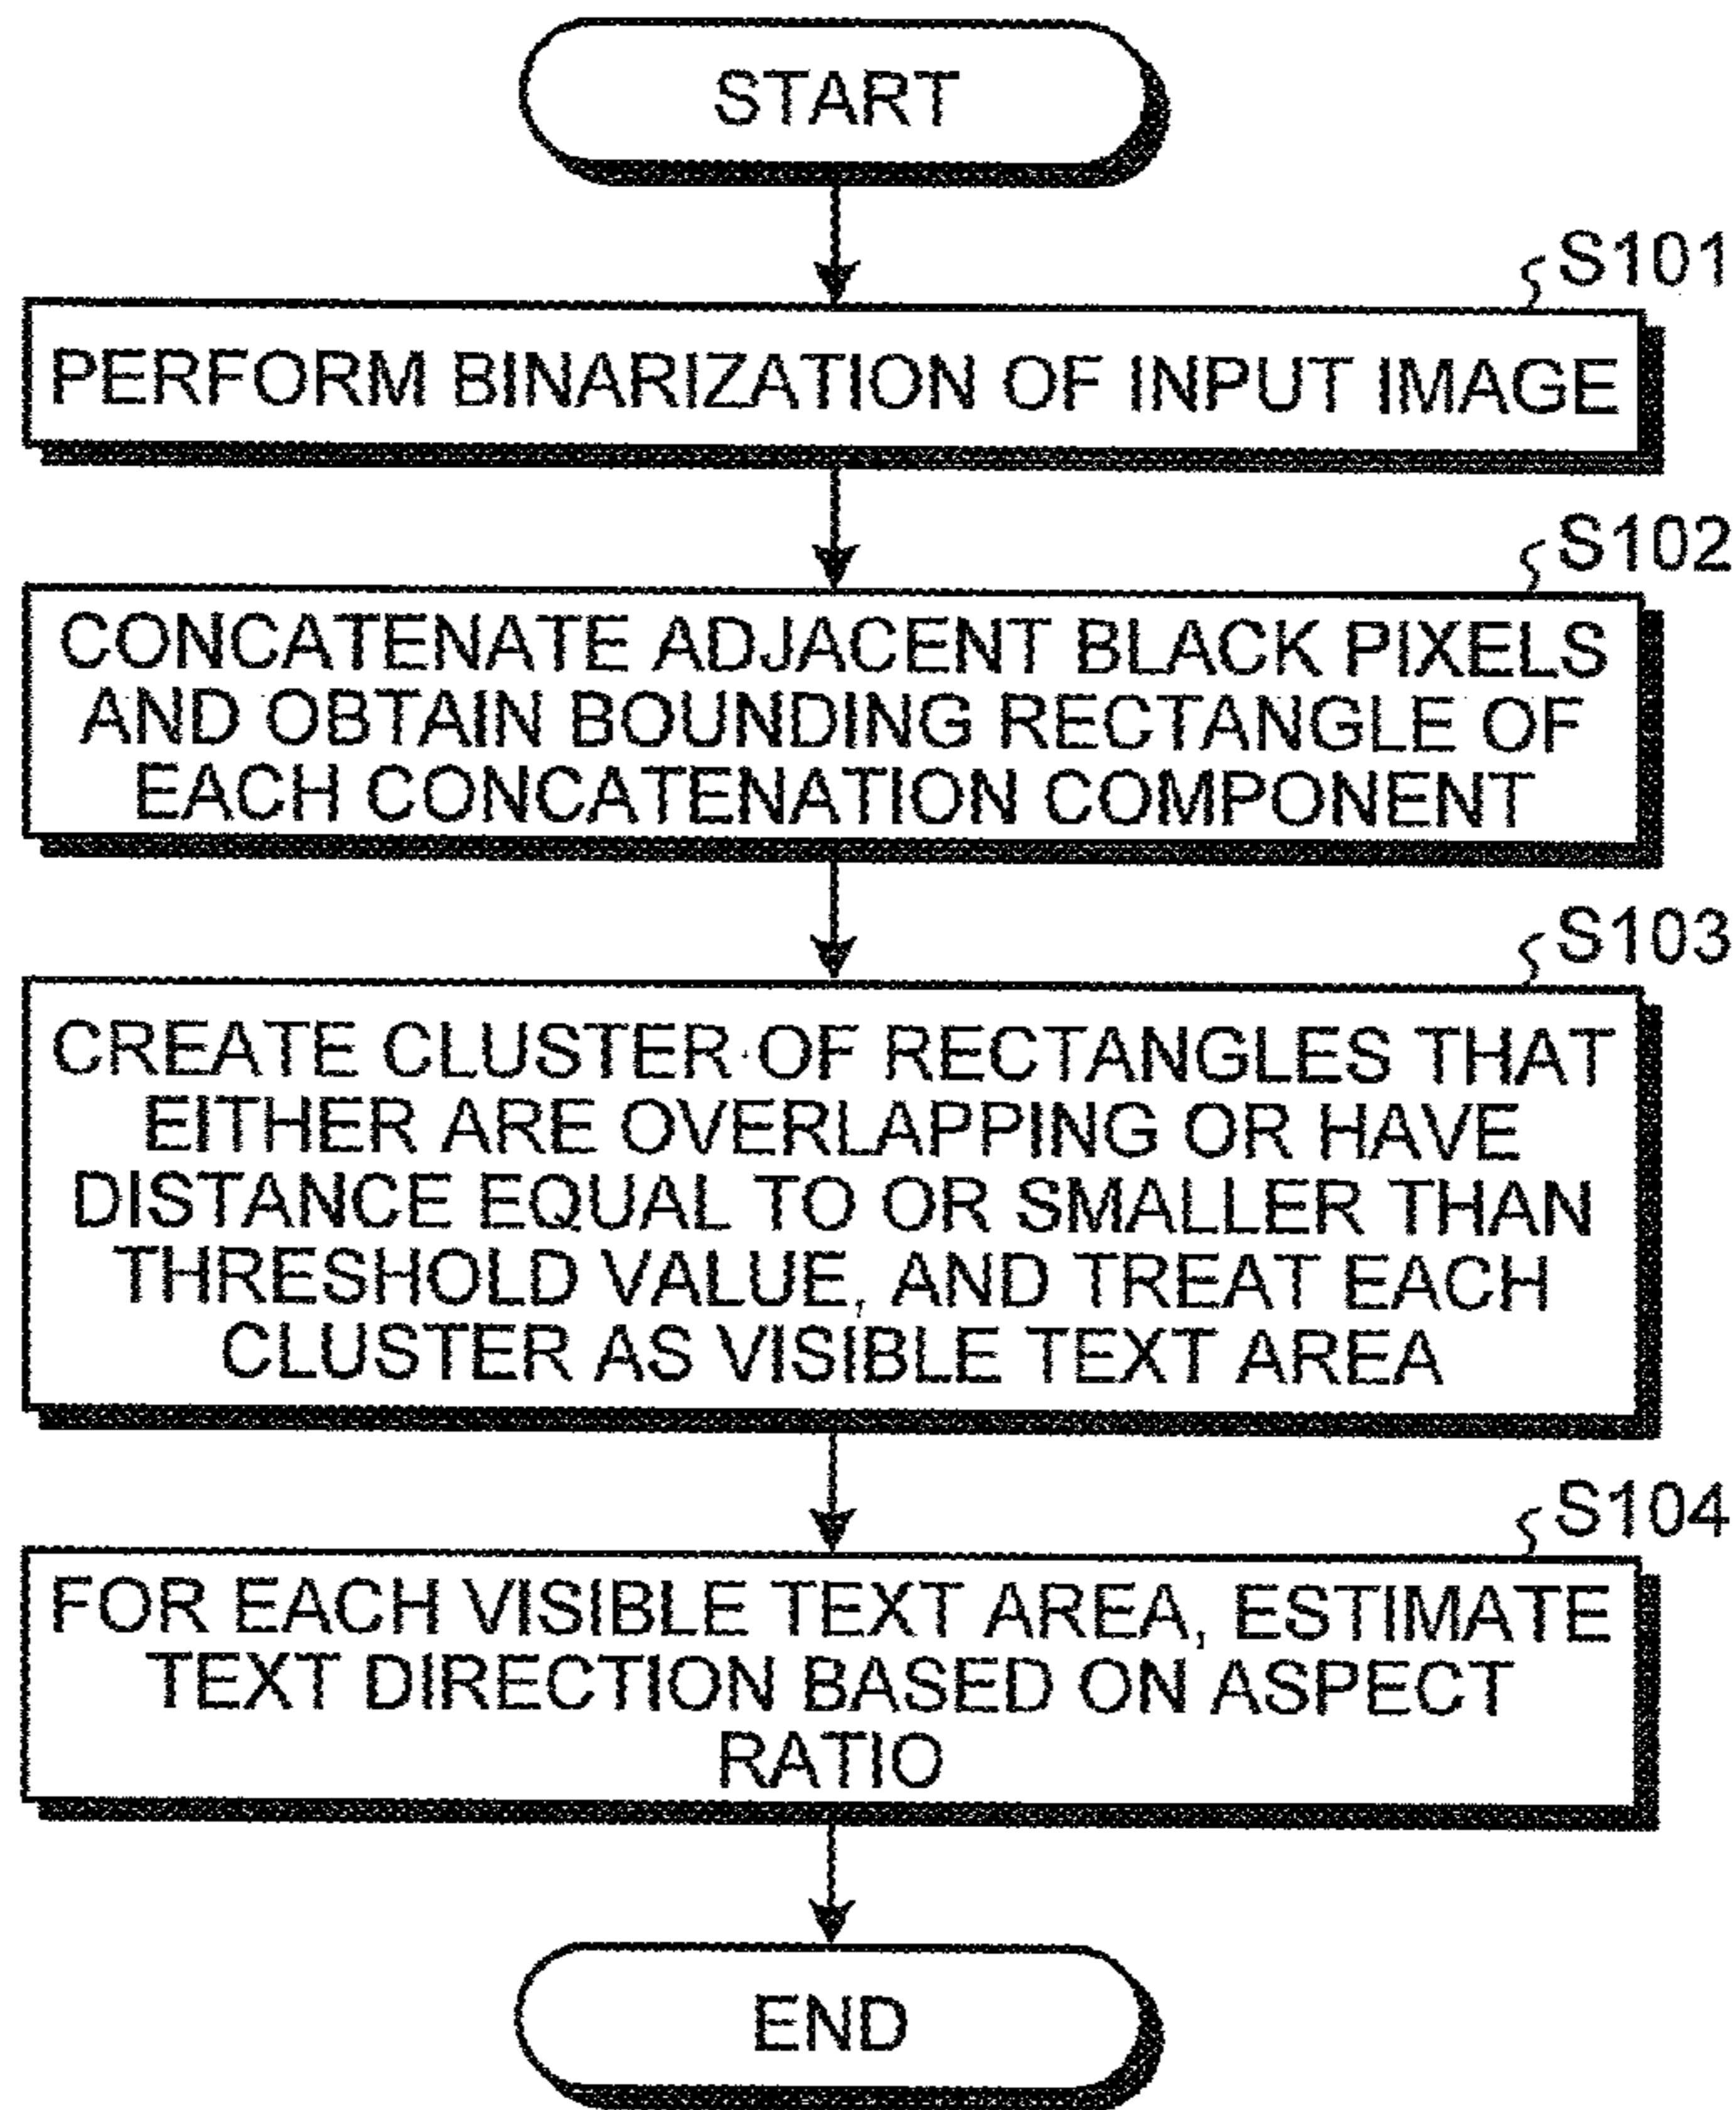 START
S101
PERFORM BINARIZATION OF INPUT IMAGE
S102
CONCATENATE ADJACENT BLACK PIXELS
AND OBTAIN BOUNDING RECTANGLE OF
EACH CONCATENATION COMPONENT
S103
CREATE CLUSTER OF RECTANGLES THAT
EITHER ARE OVERLAPPING OR HAVE
DISTANCE EQUAL TO OR SMALLER THAN
THRESHOLD VALUE, AND TREAT EACH
CLUSTER AS VISIBLE TEXT AREA
S104
FOR EACH VISIBLE TEXT AREA, ESTIMATE
TEXT DIRECTION BASED ON ASPECT
RATIO
END